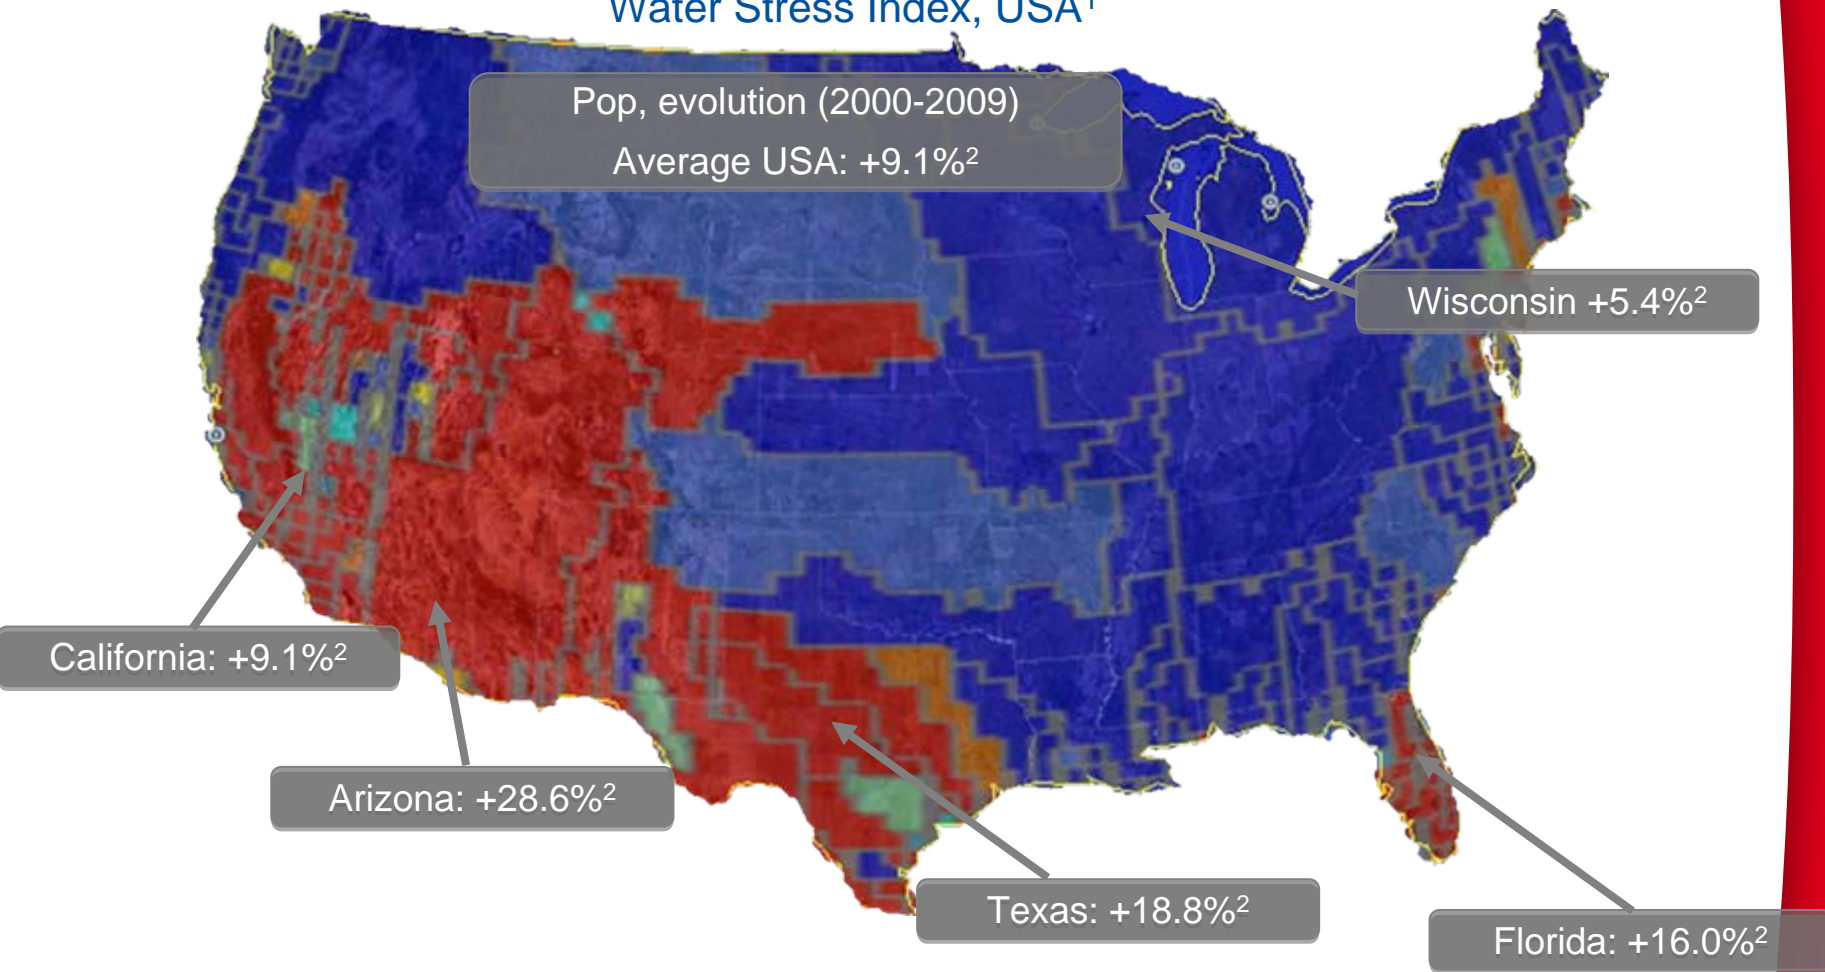 Water Stress Index, USA¹
Pop, evolution (2000-2009)
Average USA: +9.1%²
Wisconsin +5.4%²
California: +9.1%²
Arizona: +28.6%²
Texas: +18.8%²
Florida: +16.0%²